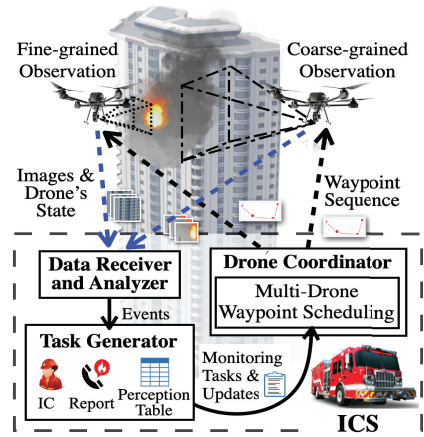 Fine-grained
Observation
Coarse-grained
Observation
Images &
Drone's
State
Waypoint
Sequence
Data Receiver
and Analyzer
Drone Coordinator
Multi-Drone
Waypoint Scheduling
Events
Task Generator
IC
Report
Perception
Table
Monitoring
Tasks &
Updates
ICS